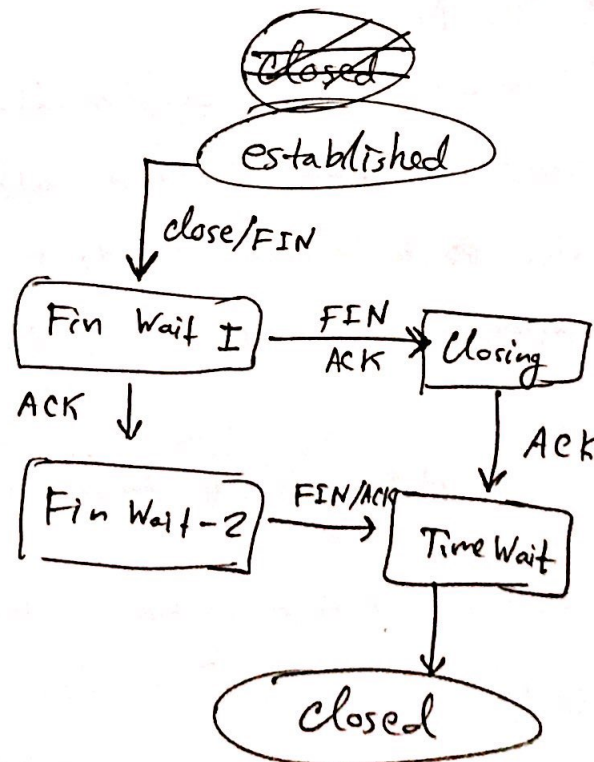 Closed
established
close/FIN
Fin Wait I
FIN
ACK
Closing
ACK
ACK
Fin Wait-2
FIN/ACK
Time Wait
Closed